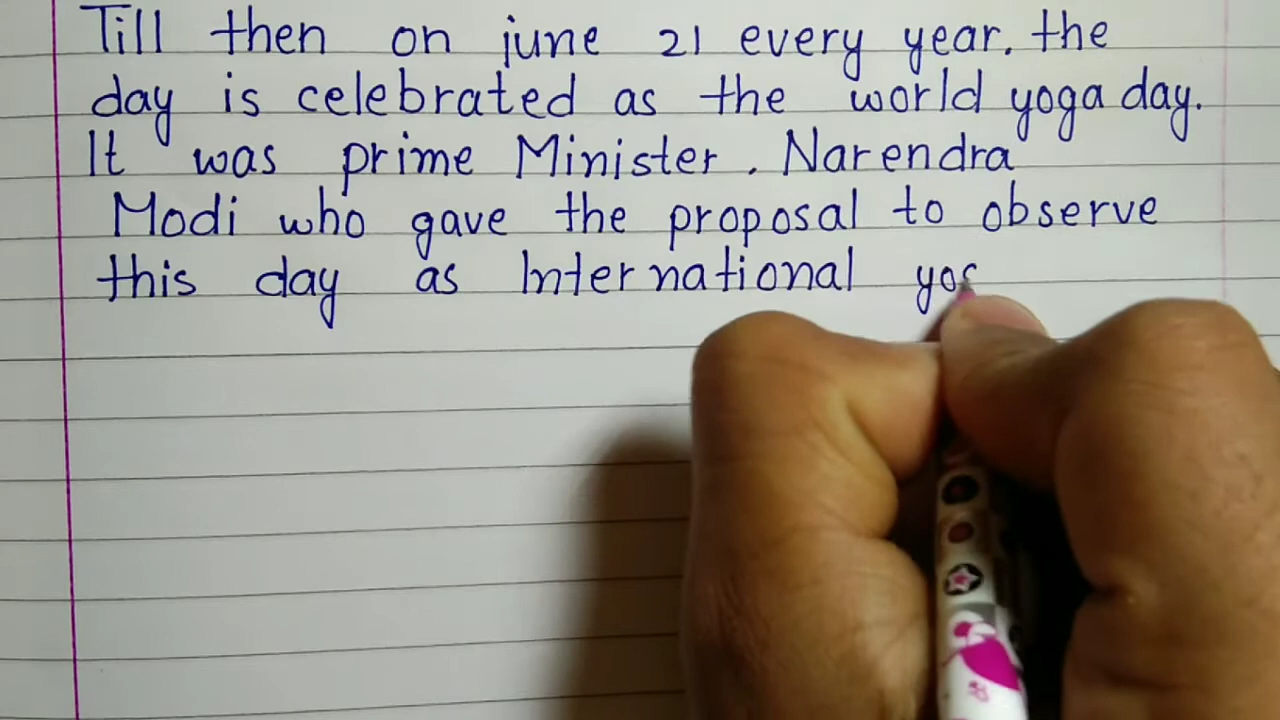 Till then on june 21 every year. the
day is celebrated as the world yoga day.
It was prime Minister. Narendra
Modi who gave the proposal to observe
this day as International